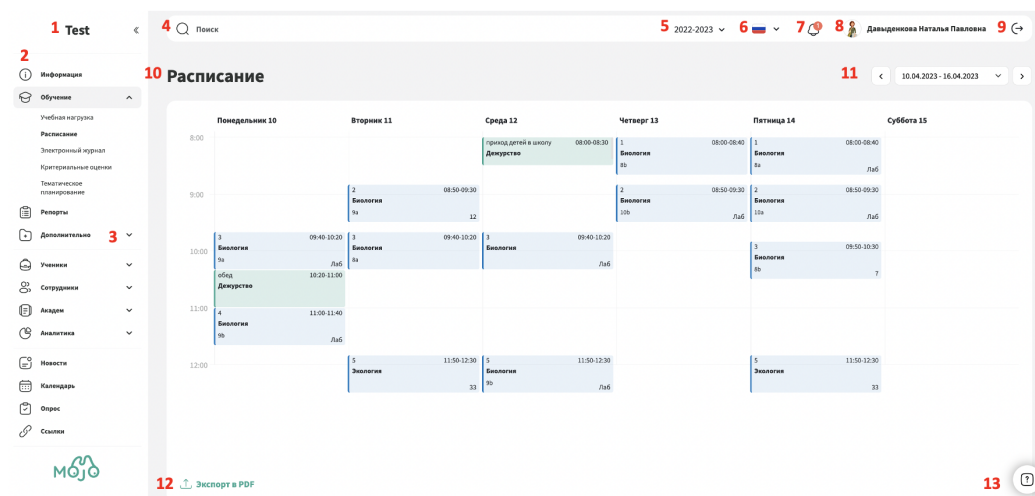 1 Test «
4 Поиск
5 2022-2023
6
7 1
8 Давыденкова Наталья Павловна
9
2
Информация
Обучение
Учебная нагрузка
Расписание
Электронный журнал
Критериальные оценки
Тематическое
планирование
Репорты
Дополнительно 3
Ученики
Сотрудники
Академ
Аналитика
Новости
Календарь
Опрос
Ссылки
MOJO
10 Расписание
11 10.04.2023 - 16.04.2023
Понедельник 10 Вторник 11 Среда 12 Четверг 13 Пятница 14 Суббота 15
8:00
9:00
10:00
11:00
12:00
3 09:40-10:20
Биология
9a Лаб
обед 10:20-11:00
Дежурство
4 11:00-11:40
Биология
9b Лаб
2 08:50-09:30
Биология
9a 12
3 09:40-10:20
Биология
8a
5 11:50-12:30
Экология
33
приход детей в школу 08:00-08:30
Дежурство
3 09:40-10:20
Биология
Лаб
5 11:50-12:30
Биология
9b Лаб
1 08:00-08:40
Биология
8b
2 08:50-09:30
Биология
10b Лаб
1 08:00-08:40
Биология
8a Лаб
2 08:50-09:30
Биология
10a Лаб
3 09:50-10:30
Биология
8b 7
5 11:50-12:30
Экология
33
12 Экспорт в PDF
13 ?